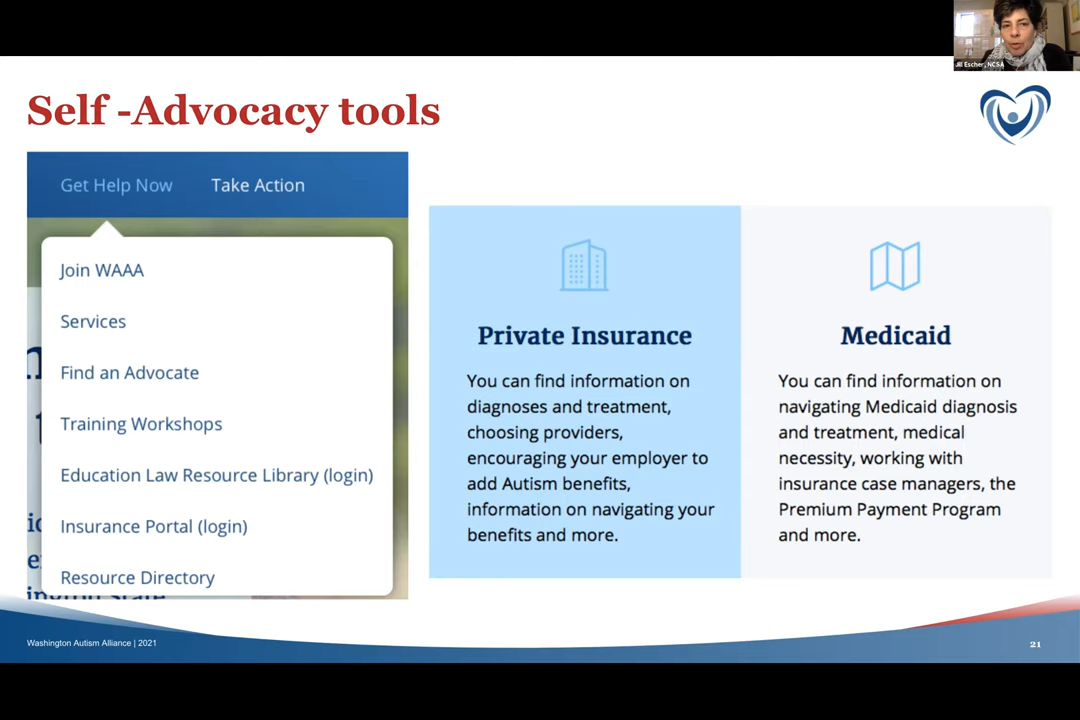 Jill Escher, NCSA
Self -Advocacy tools
Get Help Now
Take Action
Join WAAA
Services
Find an Advocate
Training Workshops
Education Law Resource Library (login)
Insurance Portal (login)
Resource Directory
Private Insurance
You can find information on
diagnoses and treatment,
choosing providers,
encouraging your employer to
add Autism benefits,
information on navigating your
benefits and more.
Medicaid
You can find information on
navigating Medicaid diagnosis
and treatment, medical
necessity, working with
insurance case managers, the
Premium Payment Program
and more.
Washington Autism Alliance | 2021
21